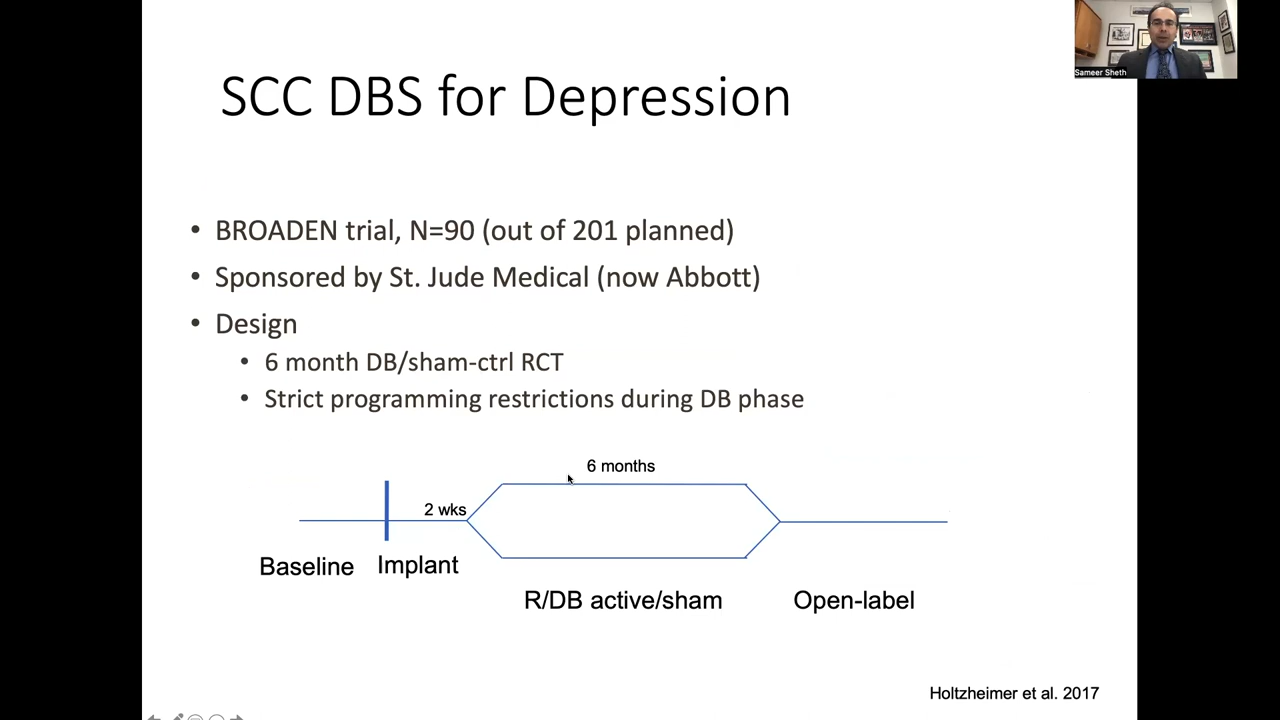 Sameer Sheth
SCC DBS for Depression
• BROADEN trial, N=90 (out of 201 planned)
• Sponsored by St. Jude Medical (now Abbott)
• Design
• 6 month DB/sham-ctrl RCT
• Strict programming restrictions during DB phase
6 months
2 wks
Baseline
Implant
R/DB active/sham
Open-label
Holtzheimer et al. 2017